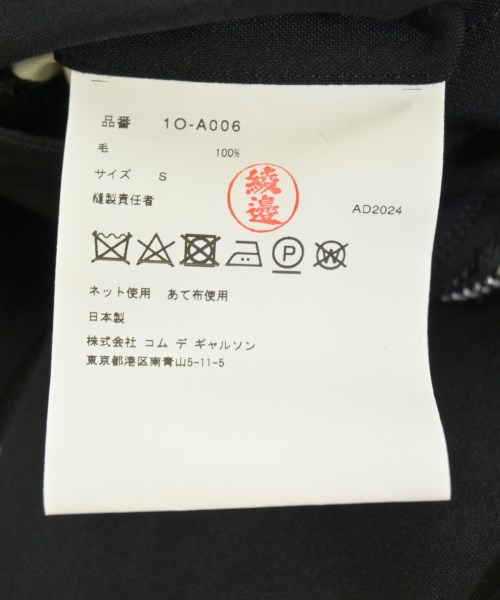 品番 1O-A006
毛 100%
サイズ S
縫製責任者
綾邊
AD2024
P
W
ネット使用 あて布使用
日本製
株式会社 コム デ ギャルソン
東京都港区南青山5-11-5